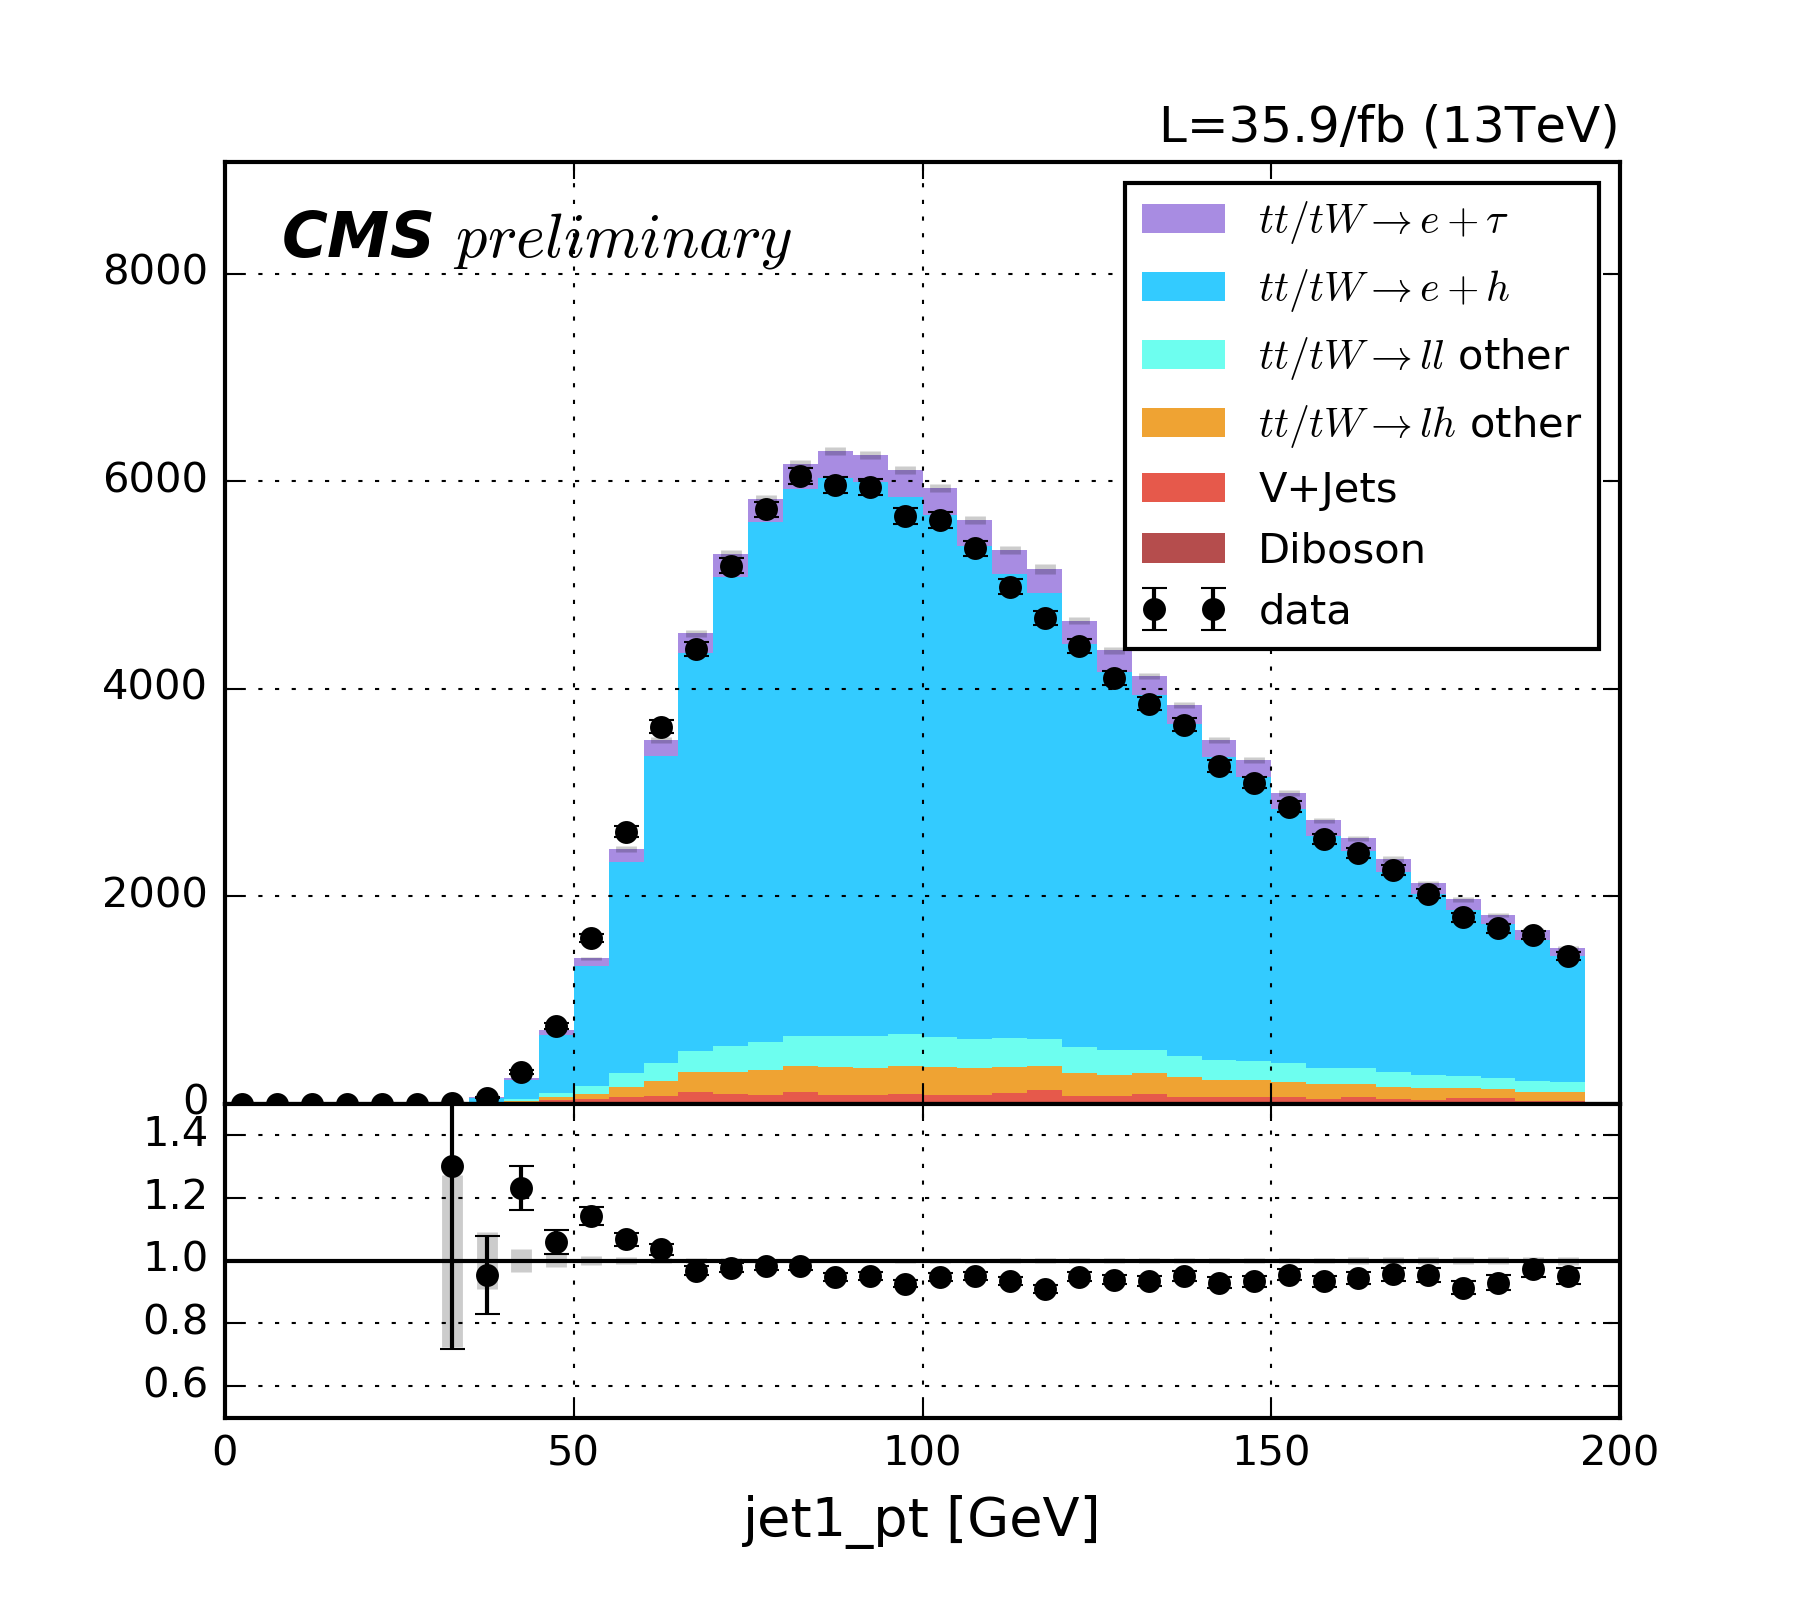 L=35.9/fb (13TeV)
CMS preliminary
tt/tW→e+τ
tt/tW→e+h
tt/tW→ll other
tt/tW→lh other
V+Jets
Diboson
data
8000
6000
4000
2000
0
1.4
1.2
1.0
0.8
0.6
0 50 100 150 200
jet1_pt [GeV]